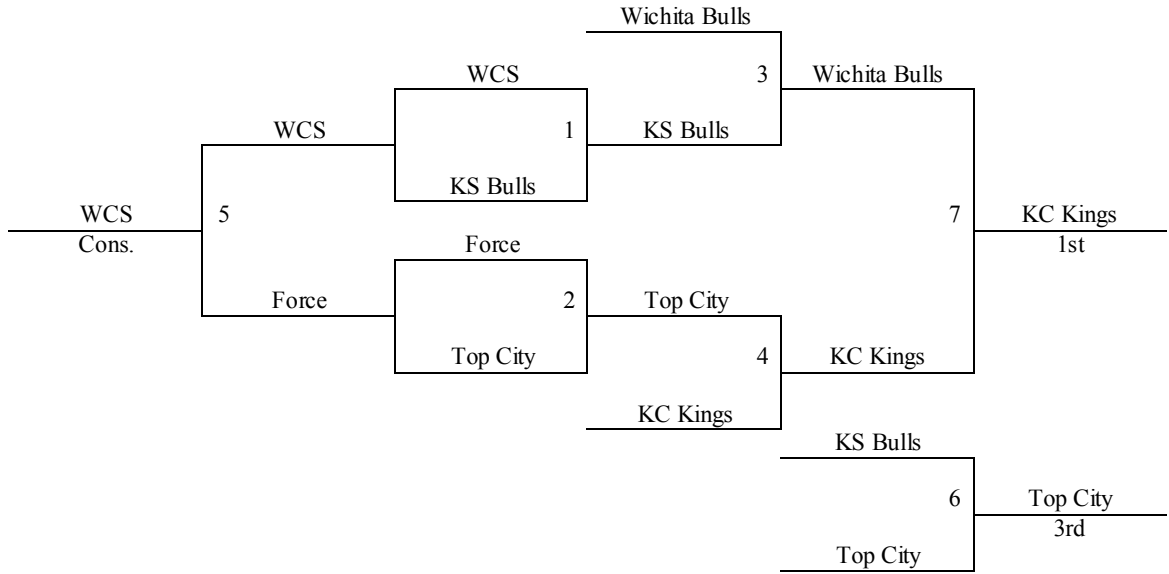 Wichita Bulls
WCS
3
Wichita Bulls
WCS
1
KS Bulls
KS Bulls
WCS
5
7
KC Kings
Cons.
1st
Force
Force
2
Top City
Top City
4
KC Kings
KC Kings
KS Bulls
6
Top City
3rd
Top City